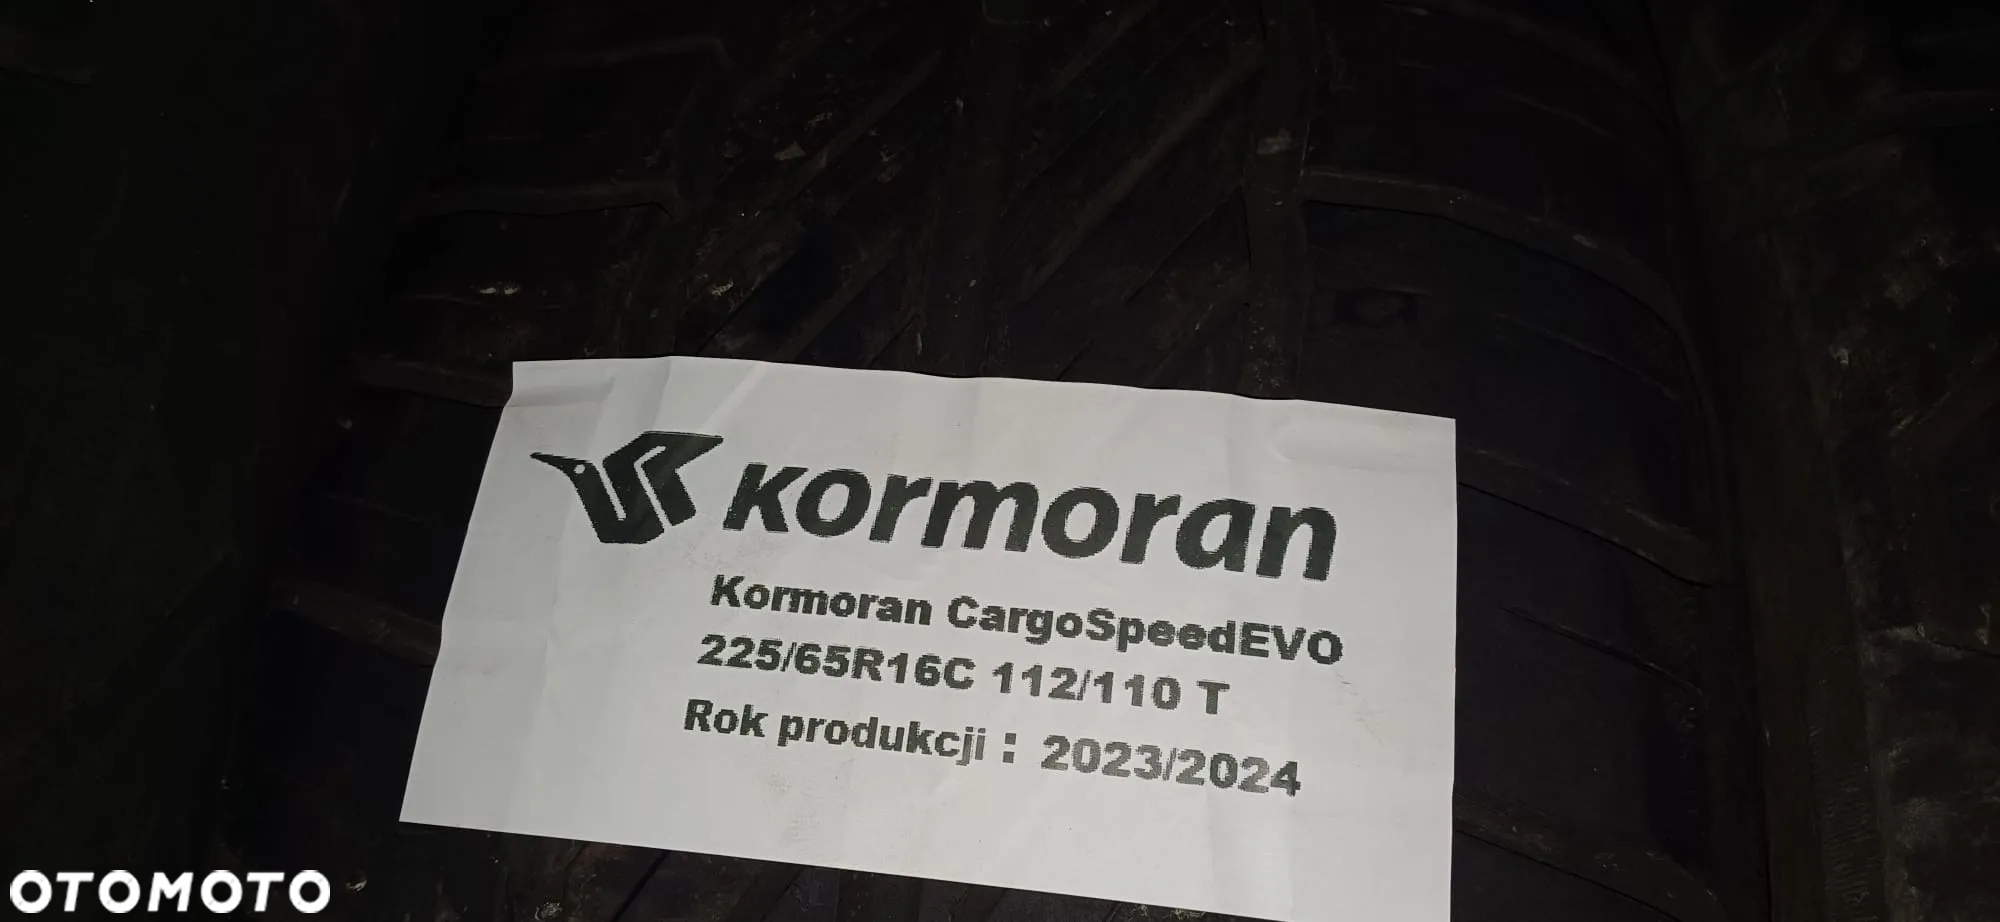 Kormoran
Kormoran CargoSpeedEVO
225/65R16C 112/110 T
Rok produkcji : 2023/2024
OTOMOTO